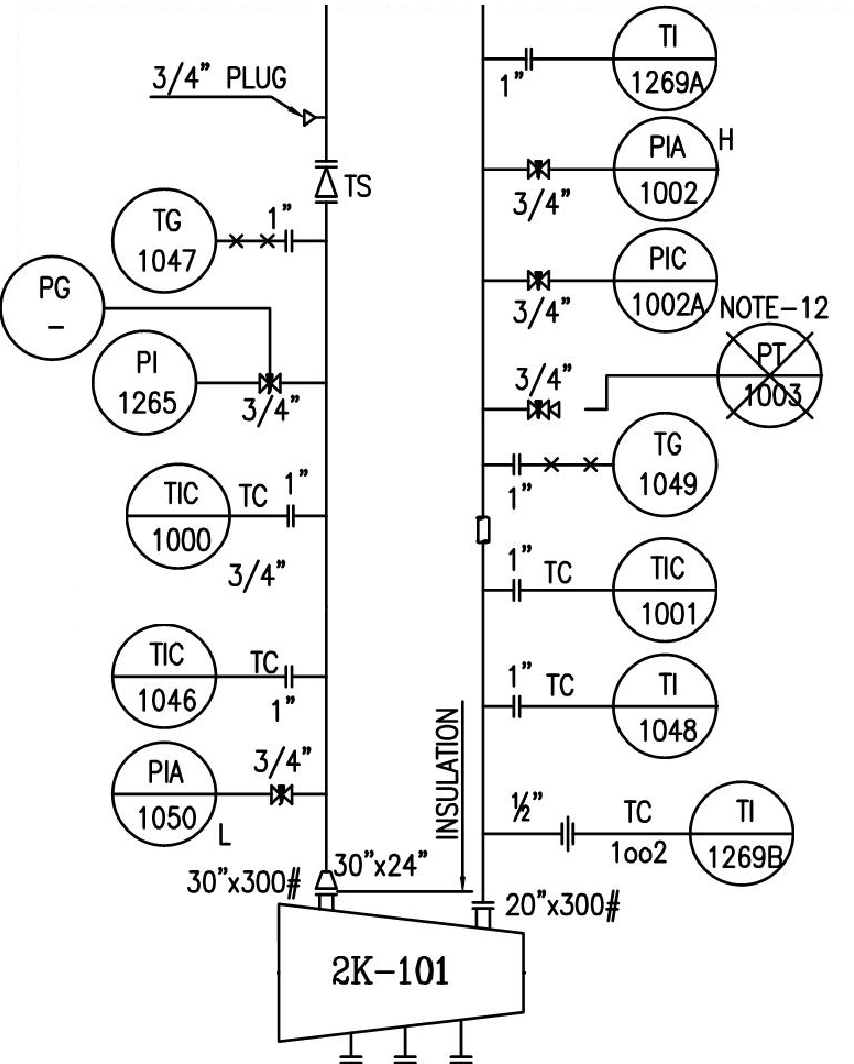 TI
1"
1269A
3/4" PLUG
PIA
H
1002
3/4"
TS
TG
1"
1047
PIC
1002A
3/4"
NOTE-12
PG
–
PT
1003
3/4"
PI
1265
3/4"
TG
1049
1"
TIC
TC
1"
1000
3/4"
1"
TC
TIC
1001
TIC
TC
1046
1"
1"
TC
TI
1048
INSULATION
3/4"
PIA
1050
L
½"
TC
TI
1oo2
1269B
30"x24"
30"x300#
20"x300#
2K-101